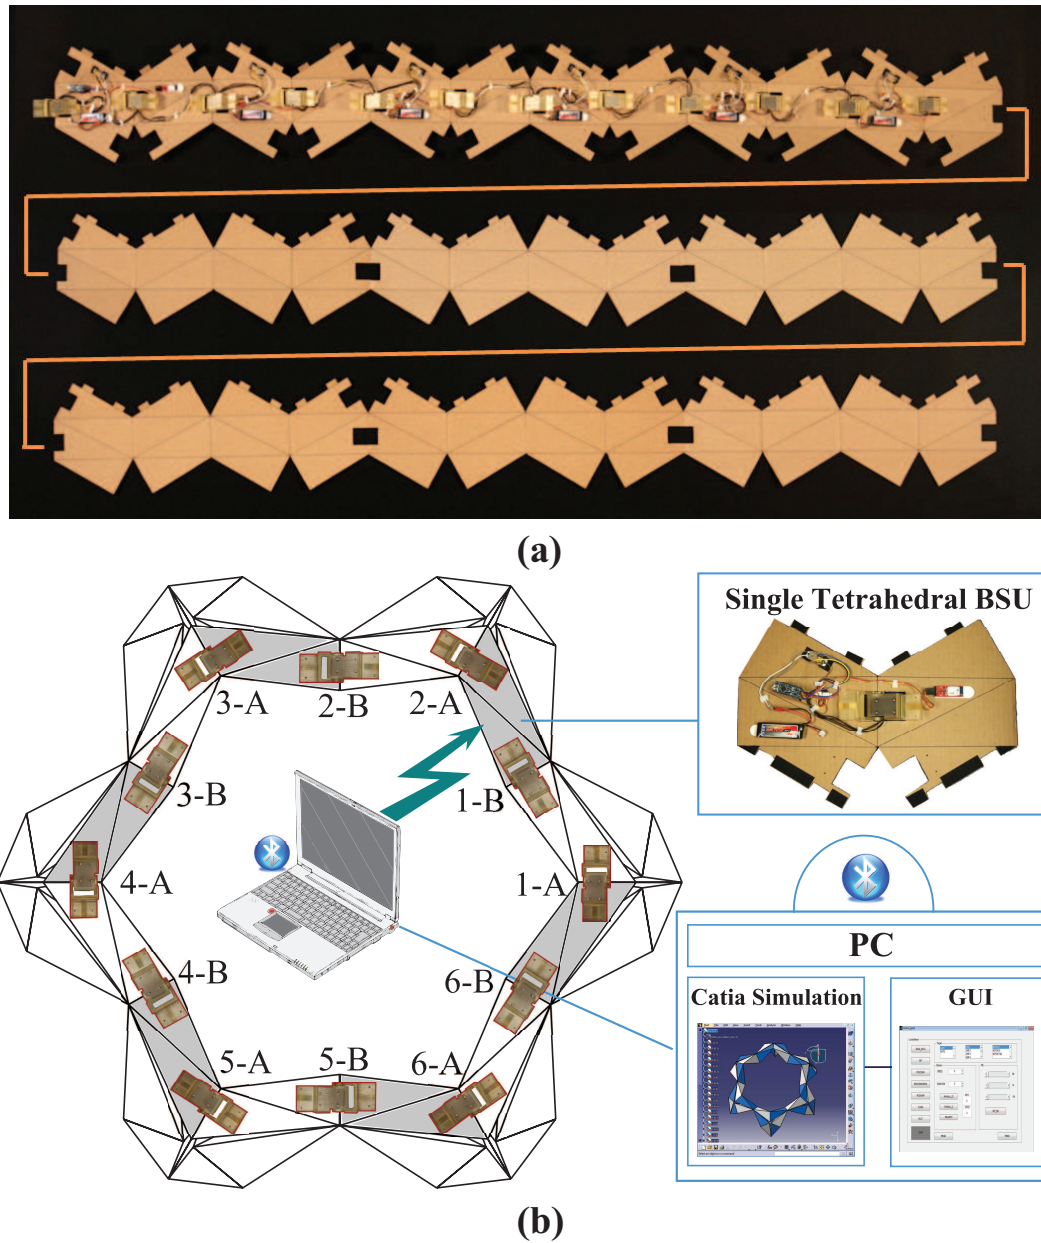 (a)
Single Tetrahedral BSU
3-A
2-B
2-A
3-B
1-B
4-A
1-A
PC
4-B
6-B
Catia Simulation
GUI
5-A
5-B
6-A
(b)